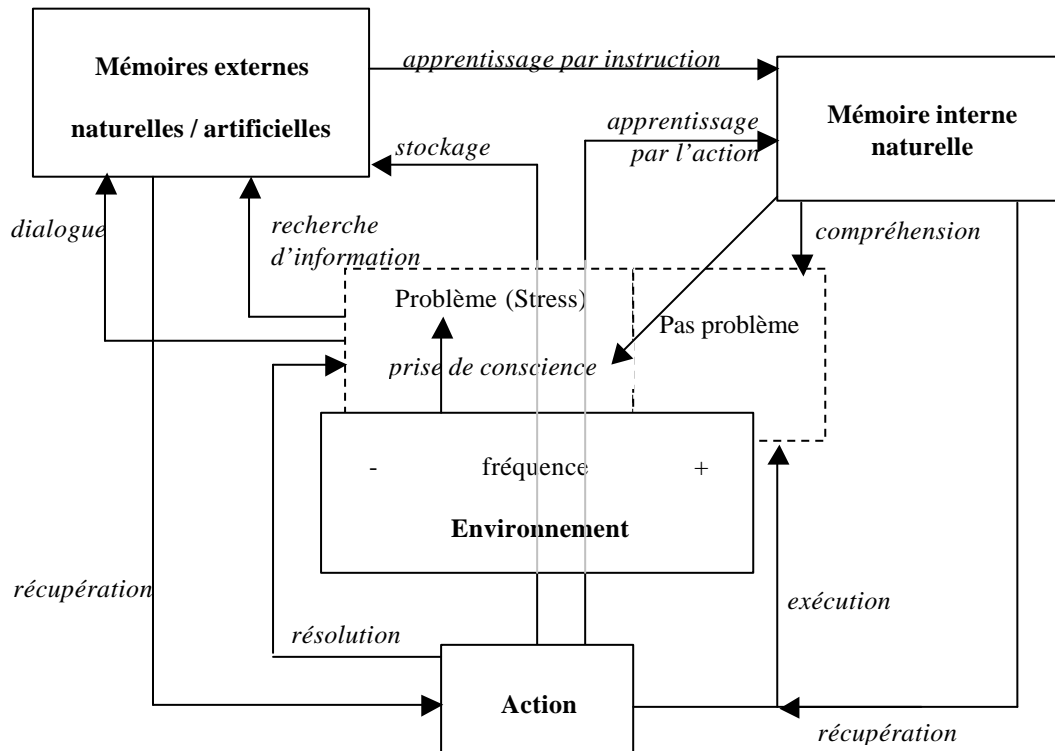 Mémoires externes
naturelles / artificielles
apprentissage par instruction
Mémoire interne
naturelle
apprentissage
par l’action
stockage
dialogue
recherche
d’information
compréhension
Problème (Stress)
Pas problème
prise de conscience
- fréquence +
Environnement
récupération
exécution
résolution
Action
récupération